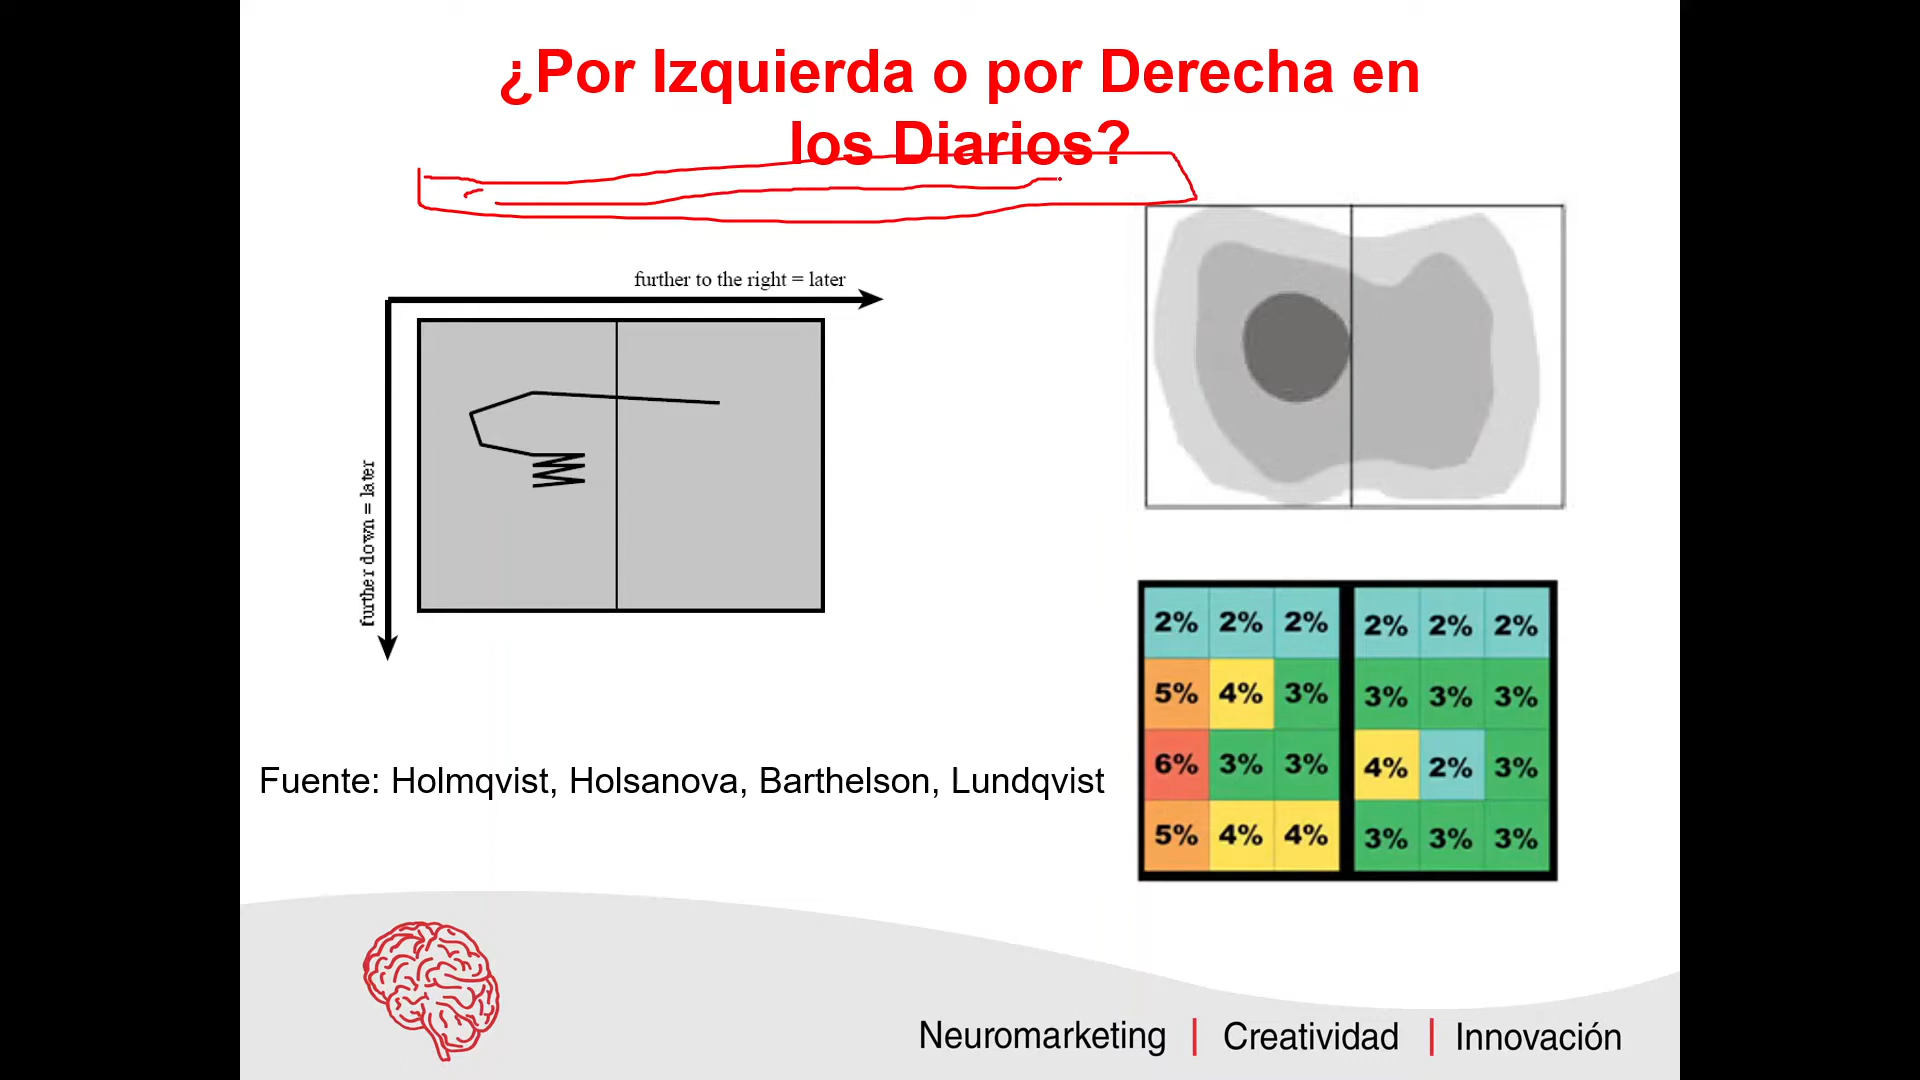 ¿Por Izquierda o por Derecha en
los Diarios?
further to the right = later
further down = later
2% 2% 2% 2% 2% 2%
5% 4% 3% 3% 3% 3%
6% 3% 3% 4% 2% 3%
5% 4% 4% 3% 3% 3%
Fuente: Holmqvist, Holsanova, Barthelson, Lundqvist
Neuromarketing | Creatividad | Innovación